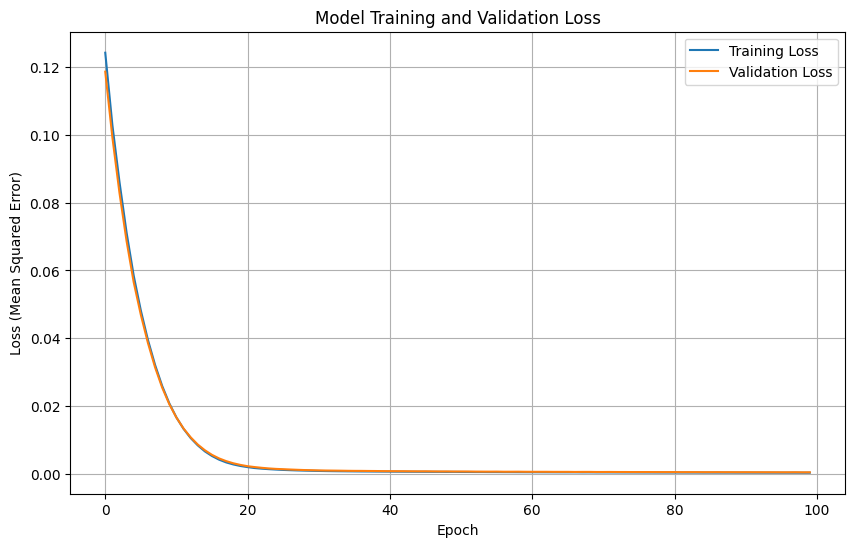 Model Training and Validation Loss
Training Loss
Validation Loss
Loss (Mean Squared Error)
0.12
0.10
0.08
0.06
0.04
0.02
0.00
0 20 40 60 80 100
Epoch